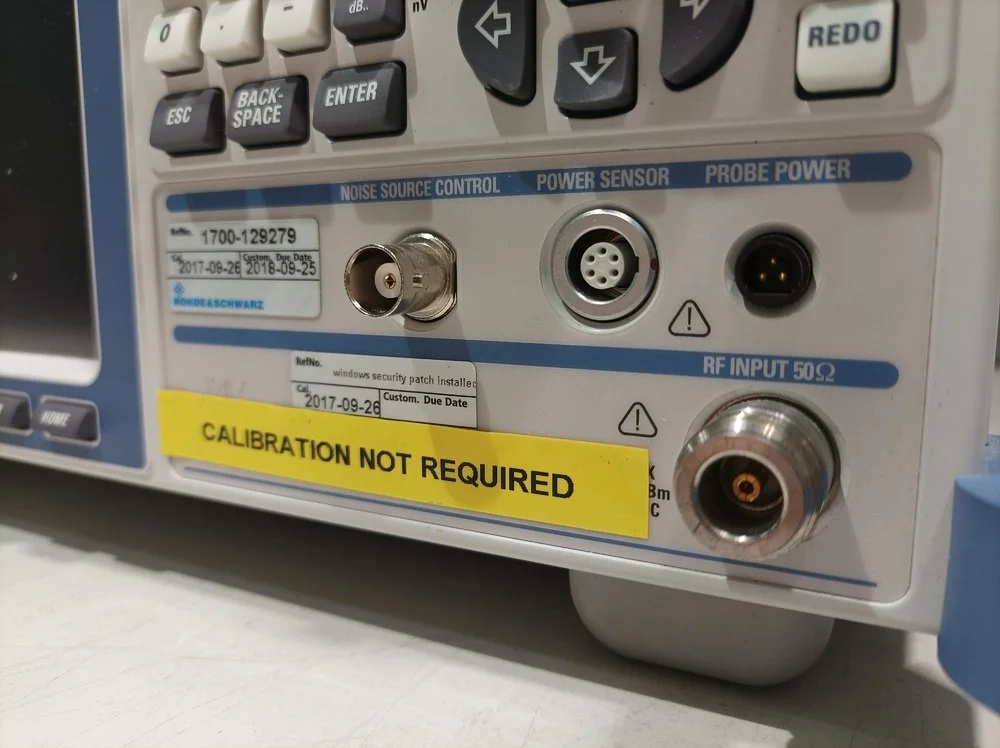 0
.
-
dB..
nV
ESC
BACK-
SPACE
ENTER
REDO
NOISE SOURCE CONTROL
POWER SENSOR
PROBE POWER
RefNo. 1700-129279
Cal. Custom. Due Date
2017-09-26 2018-09-25
ROHDE&SCHWARZ
RF INPUT 50Ω
RefNo.
windows security patch installed
Cal. Custom. Due Date
2017-09-26
CALIBRATION NOT REQUIRED
HOME